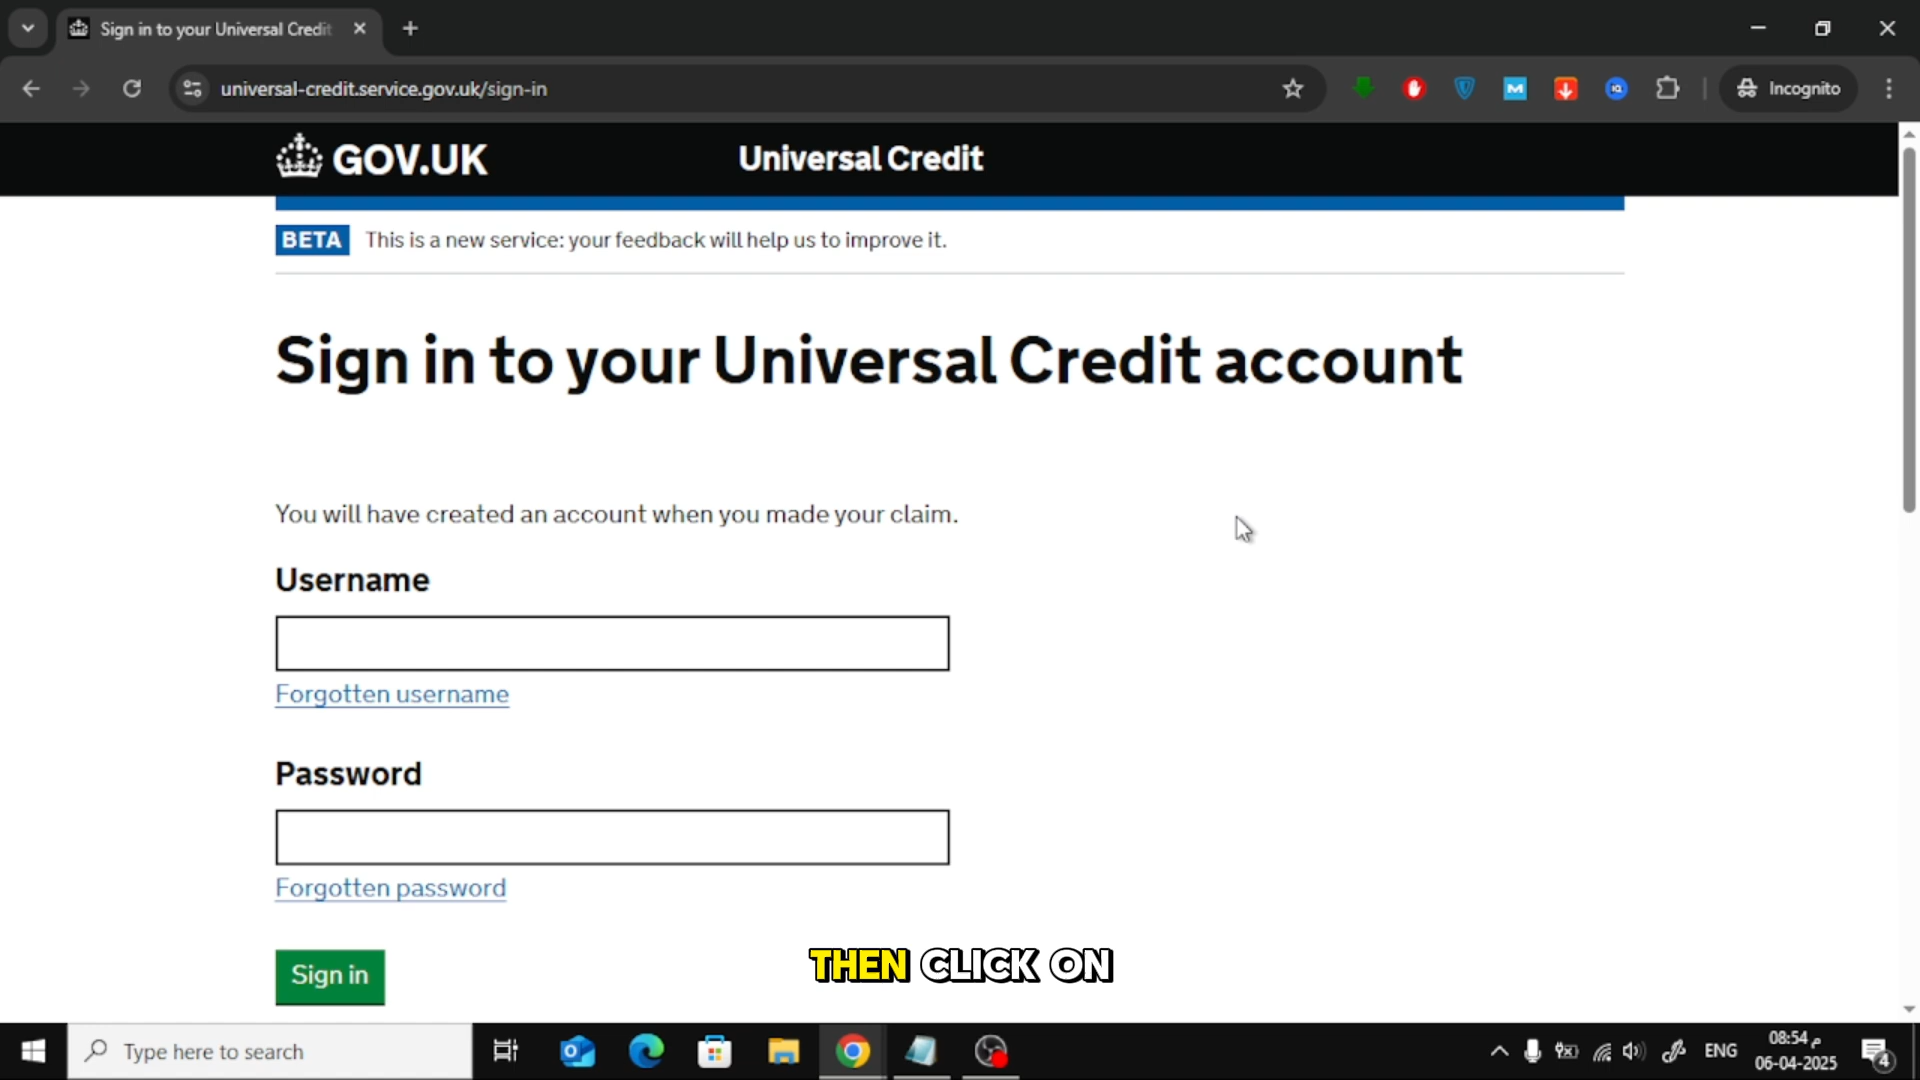 Sign in to your Universal Credit
universal-credit.service.gov.uk/sign-in
Incognito
GOV.UK
Universal Credit
BETA This is a new service: your feedback will help us to improve it.
Sign in to your Universal Credit account
You will have created an account when you made your claim.
Username
Forgotten username
Password
Forgotten password
Sign in
THEN CLICK ON
Type here to search
ENG
08:54 م
06-04-2025
4